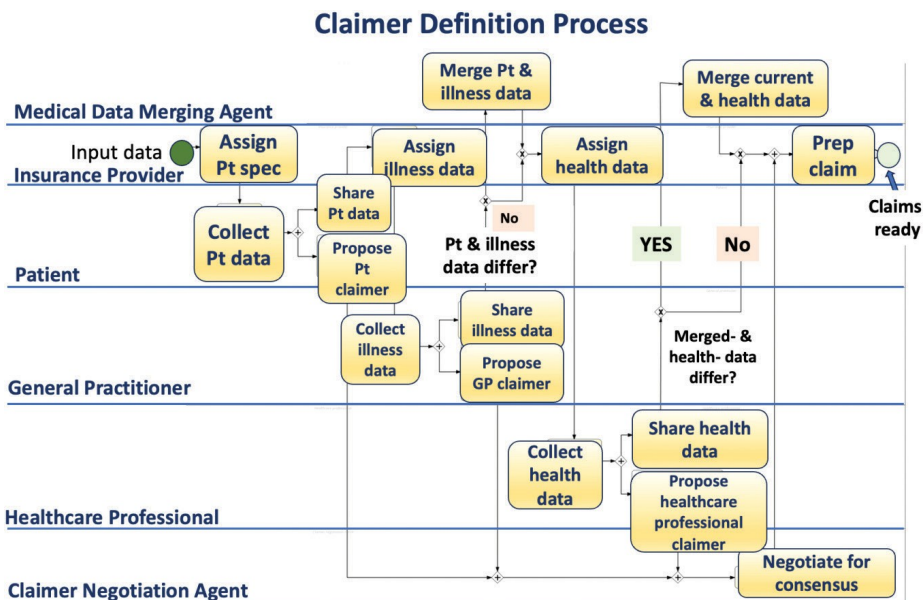 Claimer Definition Process
Merge Pt &
illness data
Merge current
& health data
Medical Data Merging Agent
Input data
Assign
Pt spec
Assign
illness data
Assign
health data
Prep
claim
Insurance Provider
Share
Pt data
Claims
ready
Collect
Pt data
No
Propose
Pt
claimer
Pt & illness
data differ?
YES
No
Patient
Collect
illness
data
Share
illness data
Propose
GP claimer
Merged- &
health- data
differ?
General Practitioner
Share health
data
Collect
health
data
Propose
healthcare
professional
claimer
Healthcare Professional
Negotiate for
consensus
Claimer Negotiation Agent